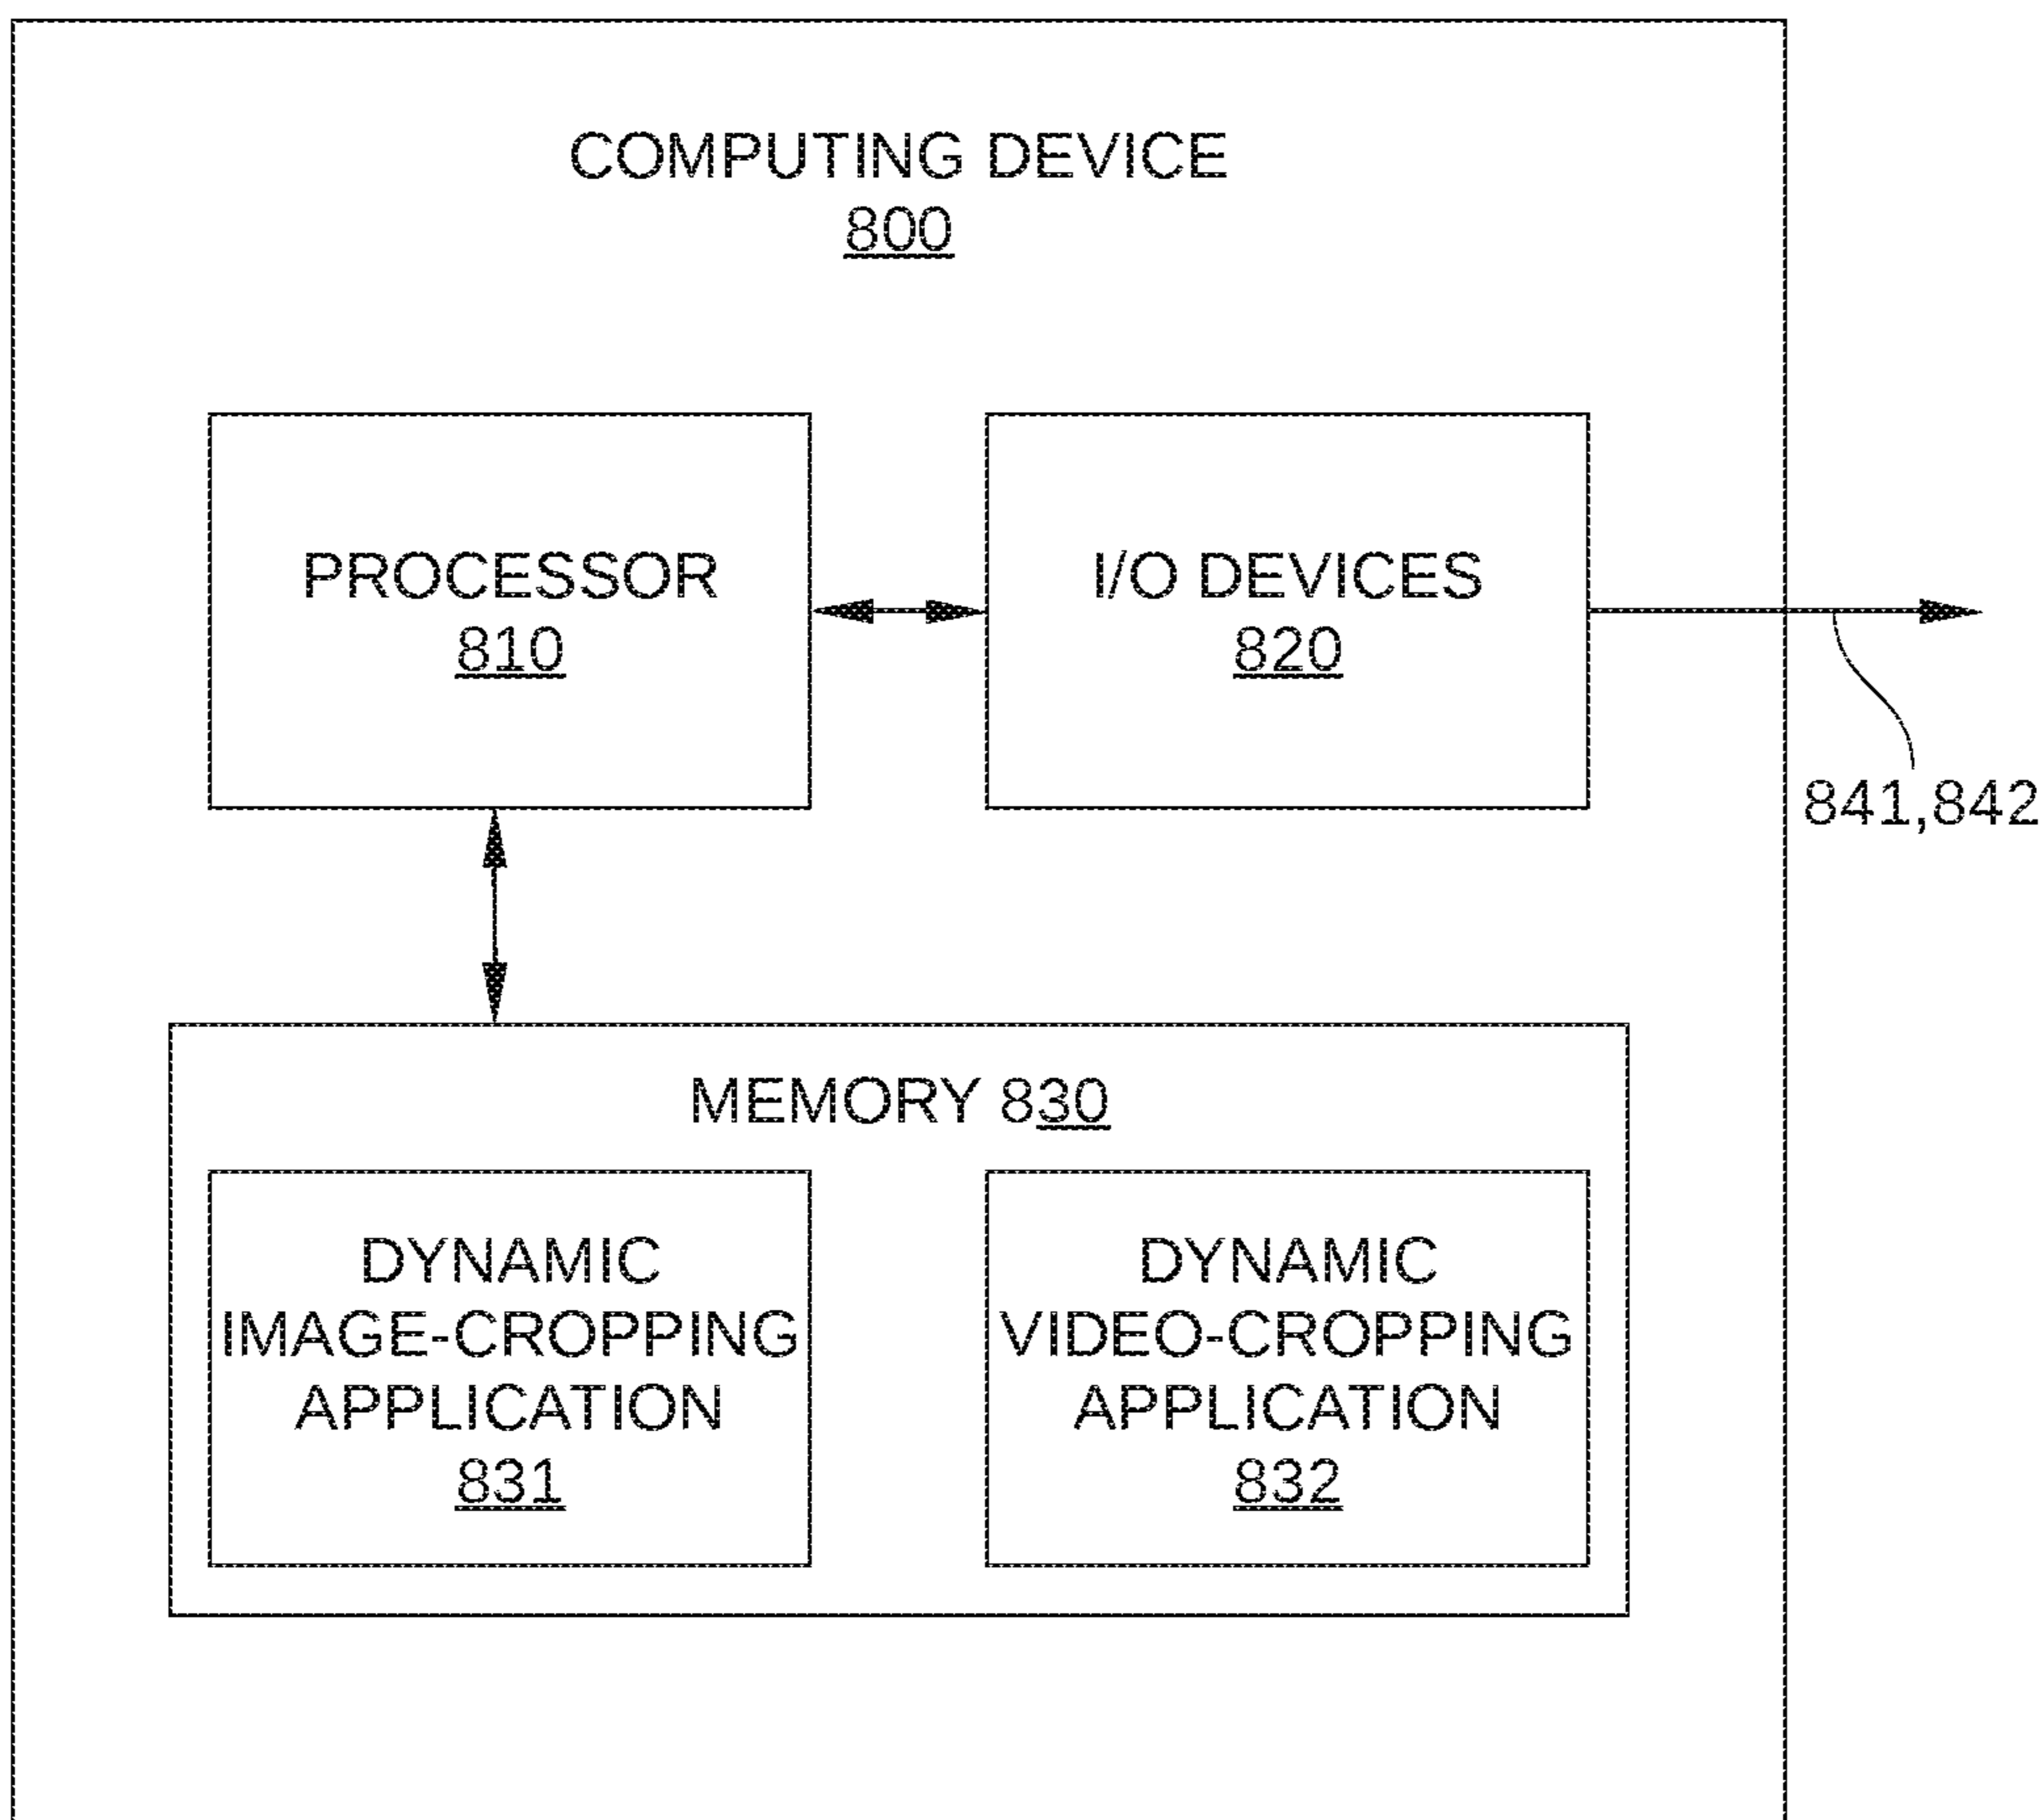 COMPUTING DEVICE
800
PROCESSOR
810
I/O DEVICES
820
841,842
MEMORY 830
DYNAMIC
IMAGE-CROPPING
APPLICATION
831
DYNAMIC
VIDEO-CROPPING
APPLICATION
832